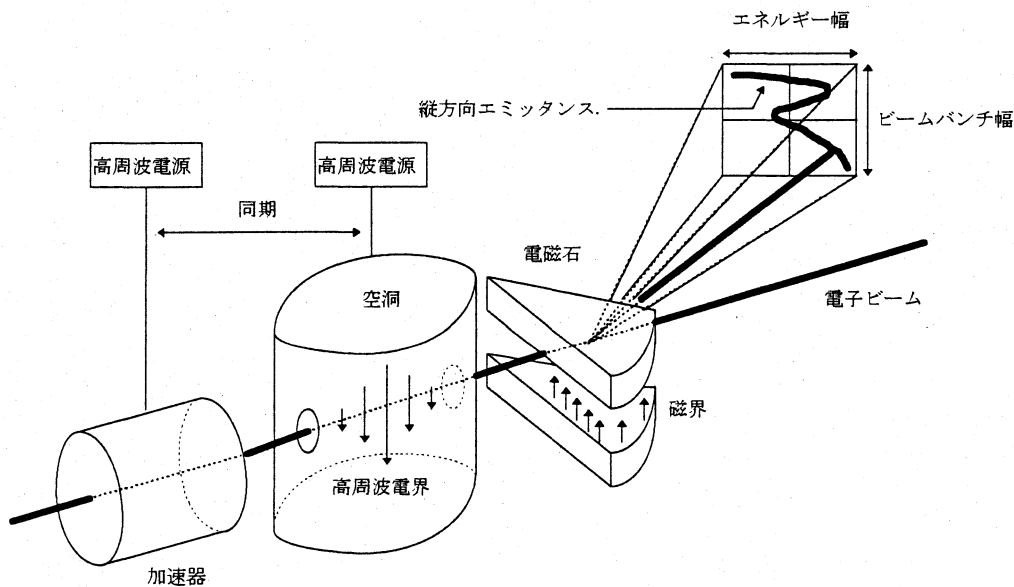 エネルギー幅
縦方向エミッタンス.
ビームバンチ幅
高周波電源
高周波電源
同期
電磁石
空洞
電子ビーム
磁界
高周波電界
加速器